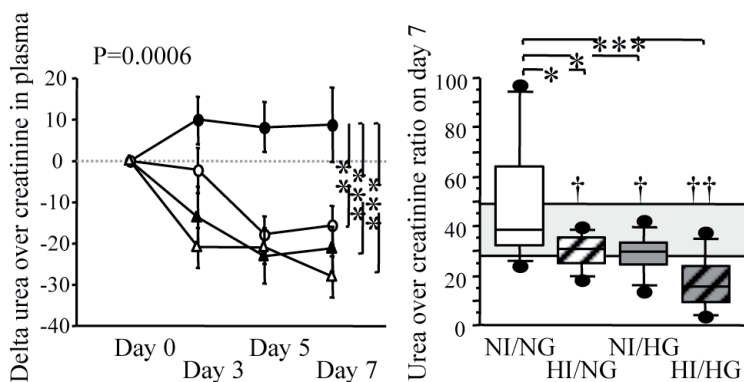 P=0.0006
Delta urea over creatinine in plasma
20
10
0
-10
-20
-30
-40
Day 0
Day 3
Day 5
Day 7
**
***
***
Urea over creatinine ratio on day 7
100
80
60
40
20
0
***
*
*
†
†
††
NI/NG
HI/NG
NI/HG
HI/HG